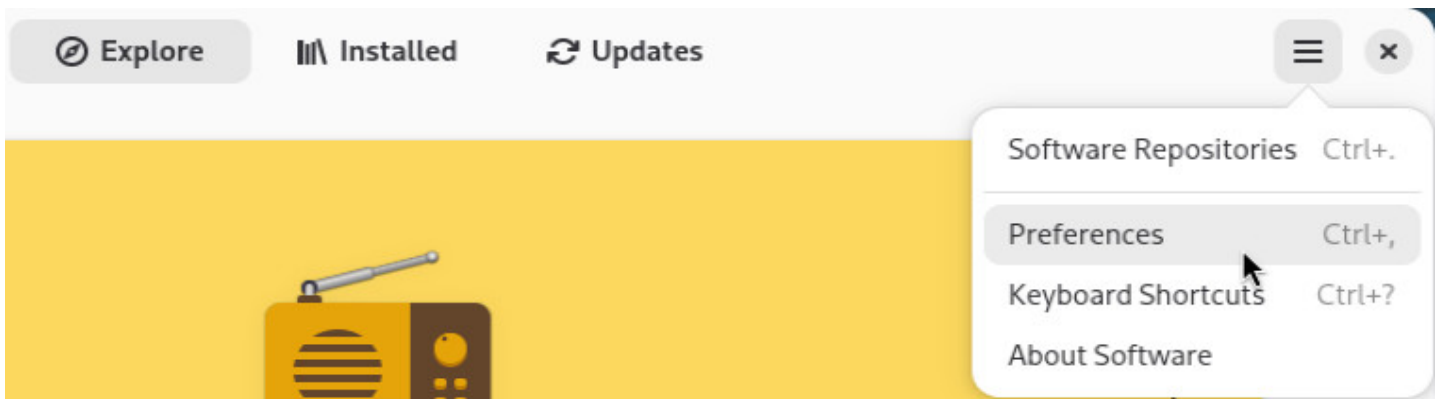 Explore Installed Updates
Software Repositories Ctrl+.
Preferences Ctrl+,
Keyboard Shortcuts Ctrl+?
About Software